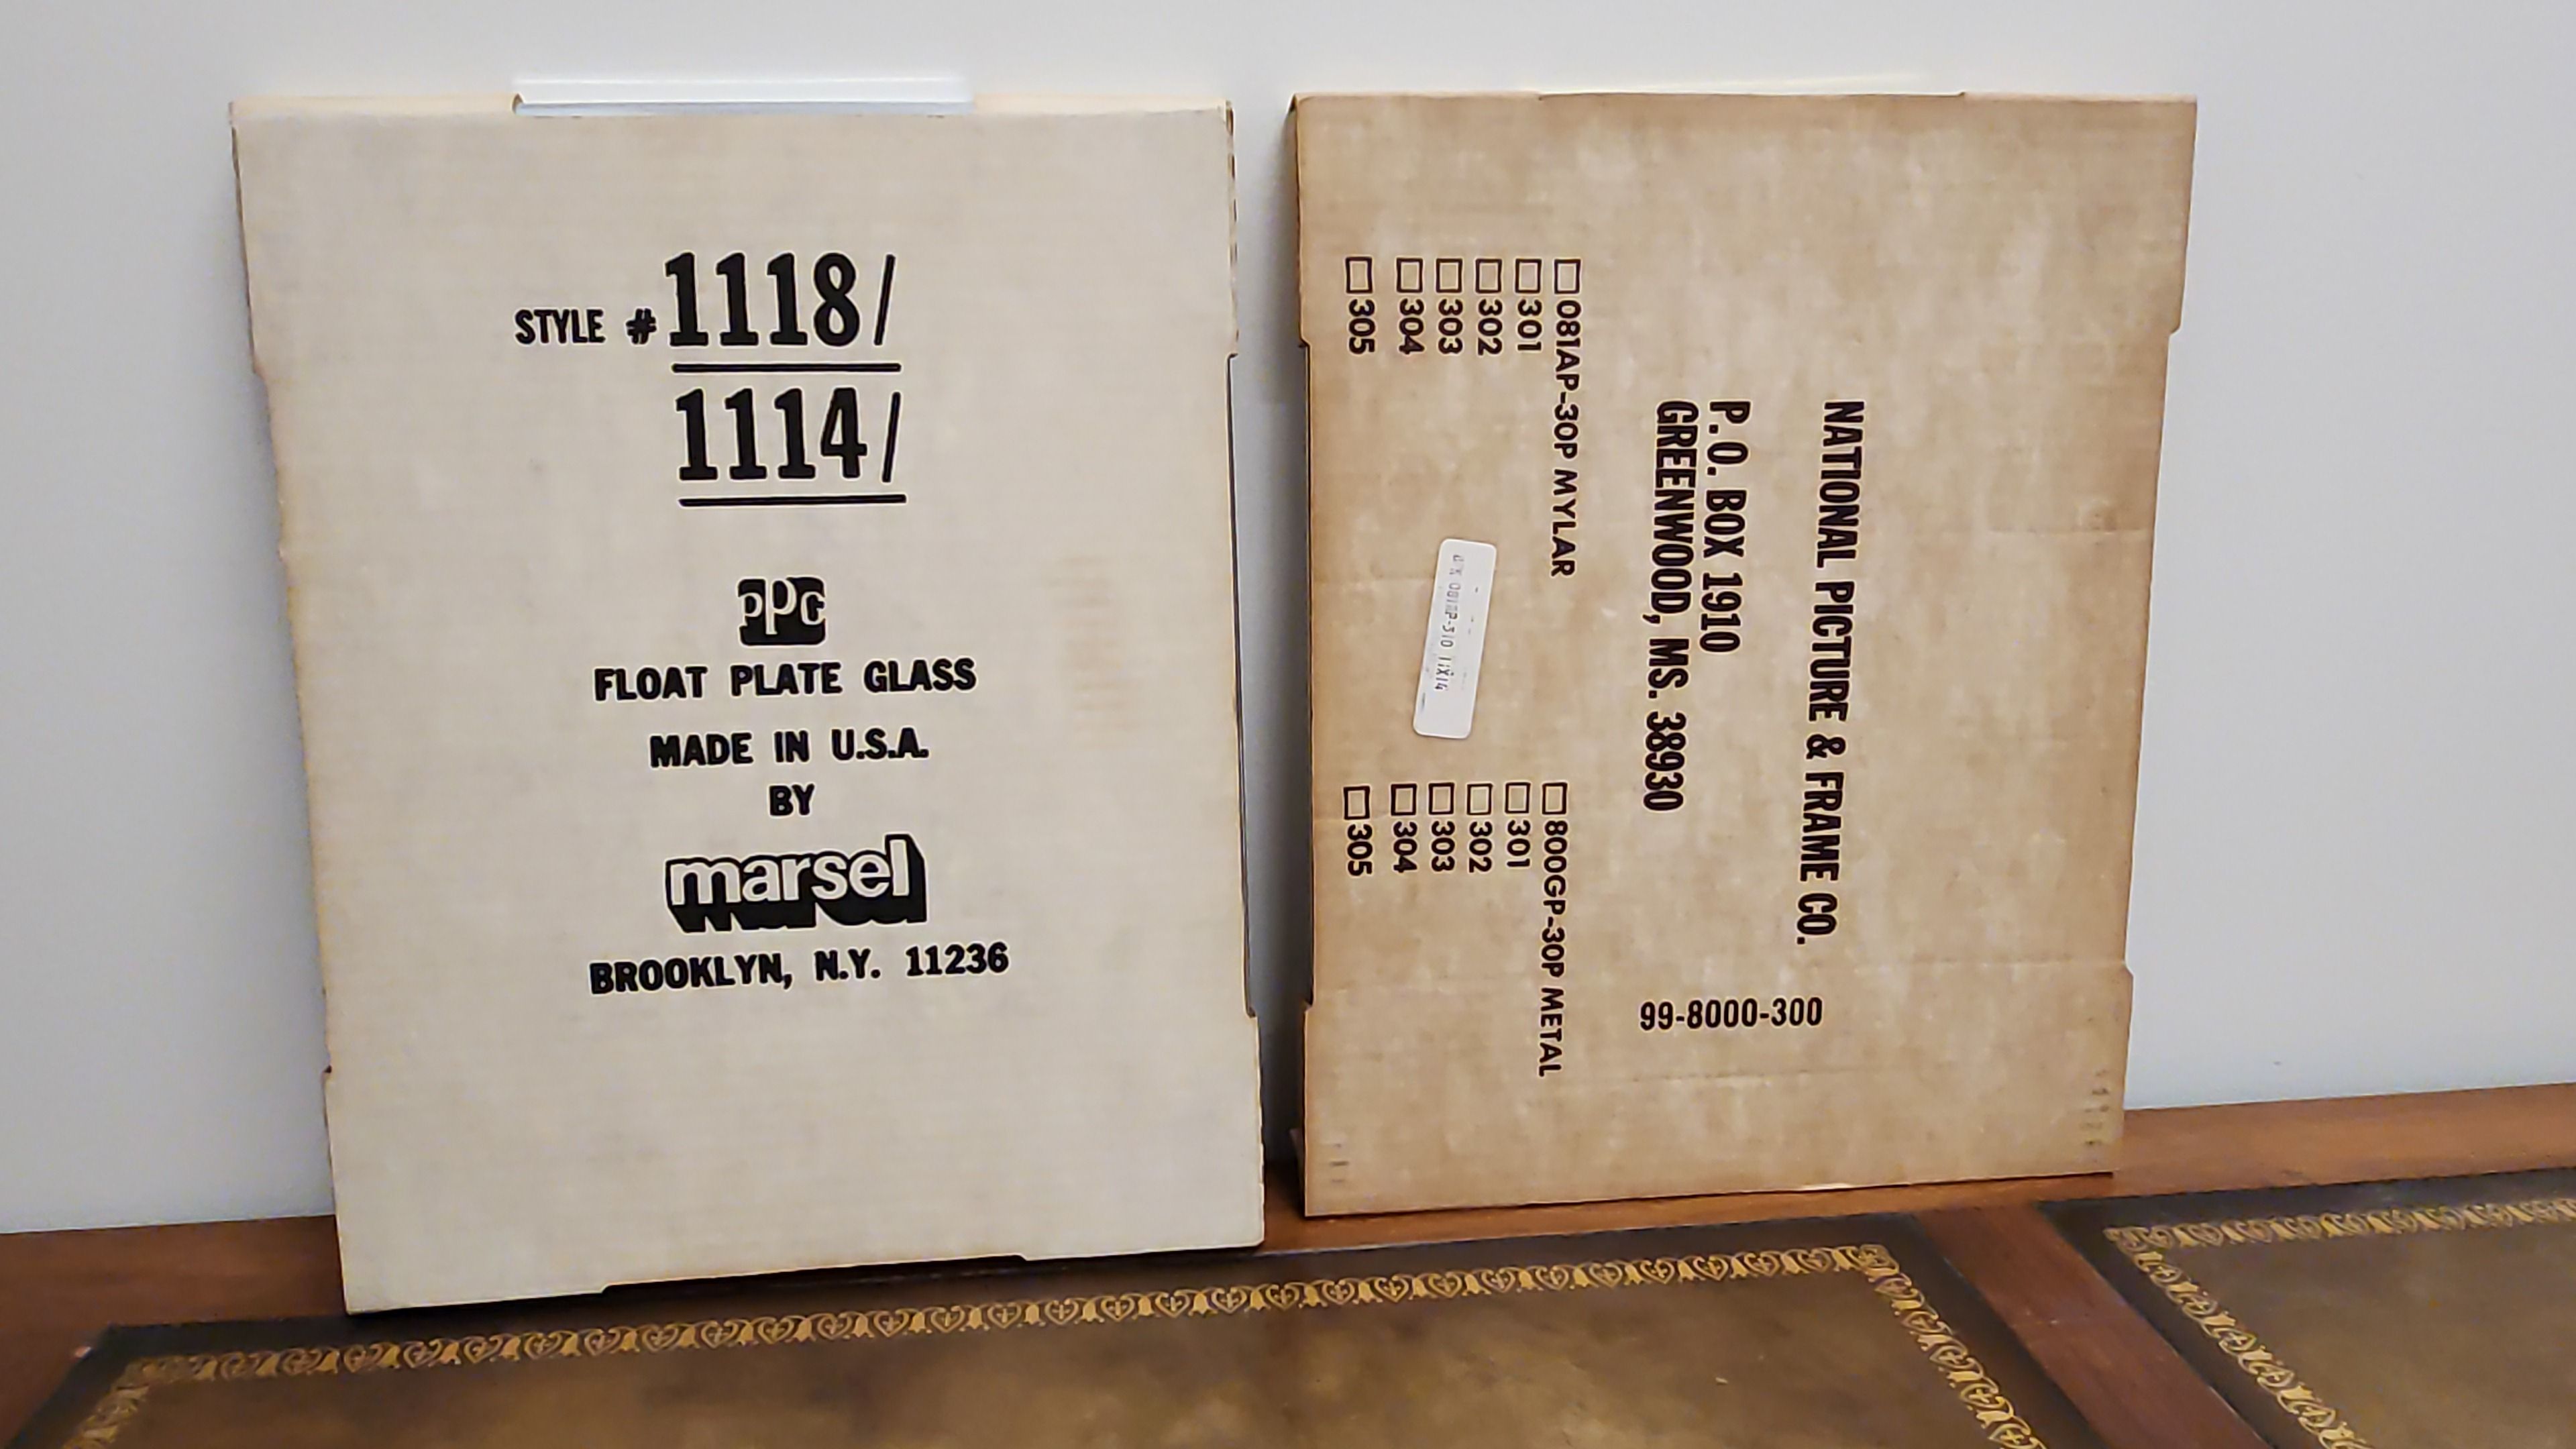 STYLE # 1118/
1114/
ppg
FLOAT PLATE GLASS
MADE IN U.S.A.
BY
marsel
BROOKLYN, N.Y. 11236
NATIONAL PICTURE & FRAME CO.
P.O. BOX 1910
GREENWOOD, MS. 38930
99-8000-300
081AP-30P MYLAR
301
302
303
304
305
800GP-30P METAL
301
302
303
304
305